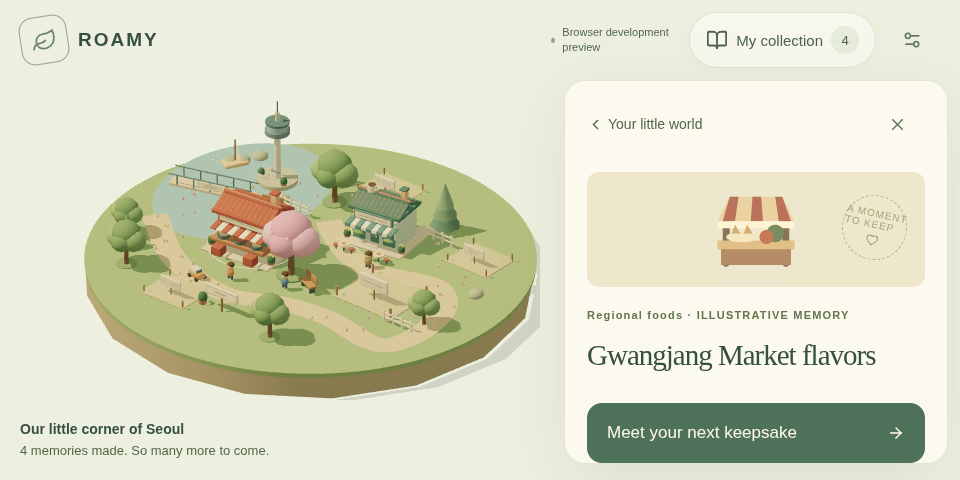 ROAMY
Browser development
preview
My collection
4
Your little world
A MOMENT
TO KEEP
Regional foods · ILLUSTRATIVE MEMORY
Gwangjang Market flavors
Meet your next keepsake
Our little corner of Seoul
4 memories made. So many more to come.